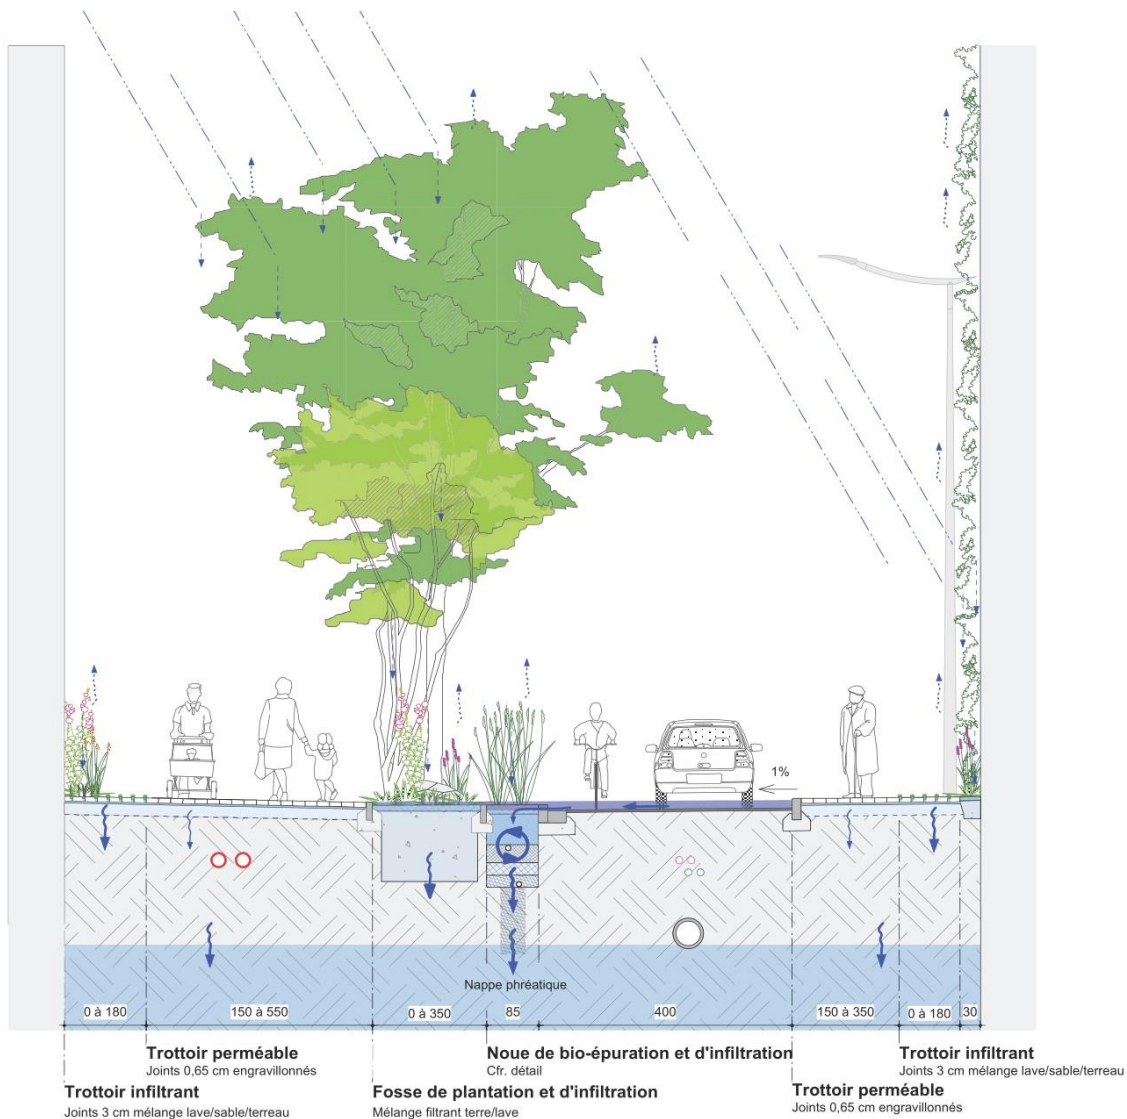 1%
Nappe phréatique
0 à 180
150 à 550
0 à 350
85
400
150 à 350
0 à 180
30
Trottoir perméable
Joints 0,65 cm engravillonnés
Noue de bio-épuration et d'infiltration
Cfr. détail
Trottoir infiltrant
Joints 3 cm mélange lave/sable/terreau
Trottoir infiltrant
Joints 3 cm mélange lave/sable/terreau
Fosse de plantation et d'infiltration
Mélange filtrant terre/lave
Trottoir perméable
Joints 0,65 cm engravillonnés